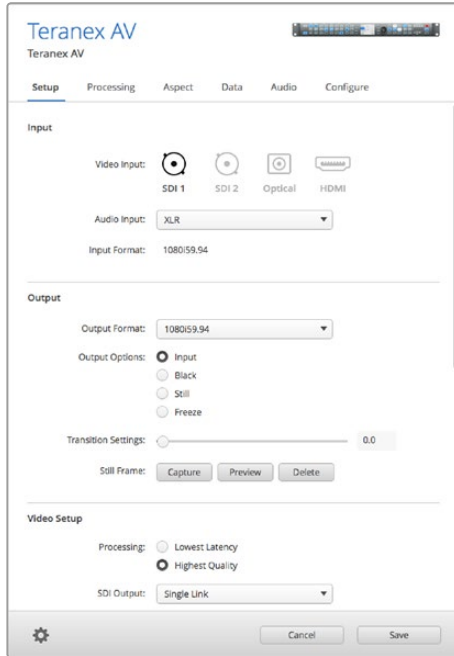 Teranex AV
Teranex AV
Setup Processing Aspect Data Audio Configure
Input
Video Input:
SDI 1 SDI 2 Optical HDMI
Audio Input: XLR
Input Format: 1080i59.94
Output
Output Format: 1080i59.94
Output Options: Input
Black
Still
Freeze
Transition Settings: 0.0
Still Frame: Capture Preview Delete
Video Setup
Processing: Lowest Latency
Highest Quality
SDI Output: Single Link
Cancel Save